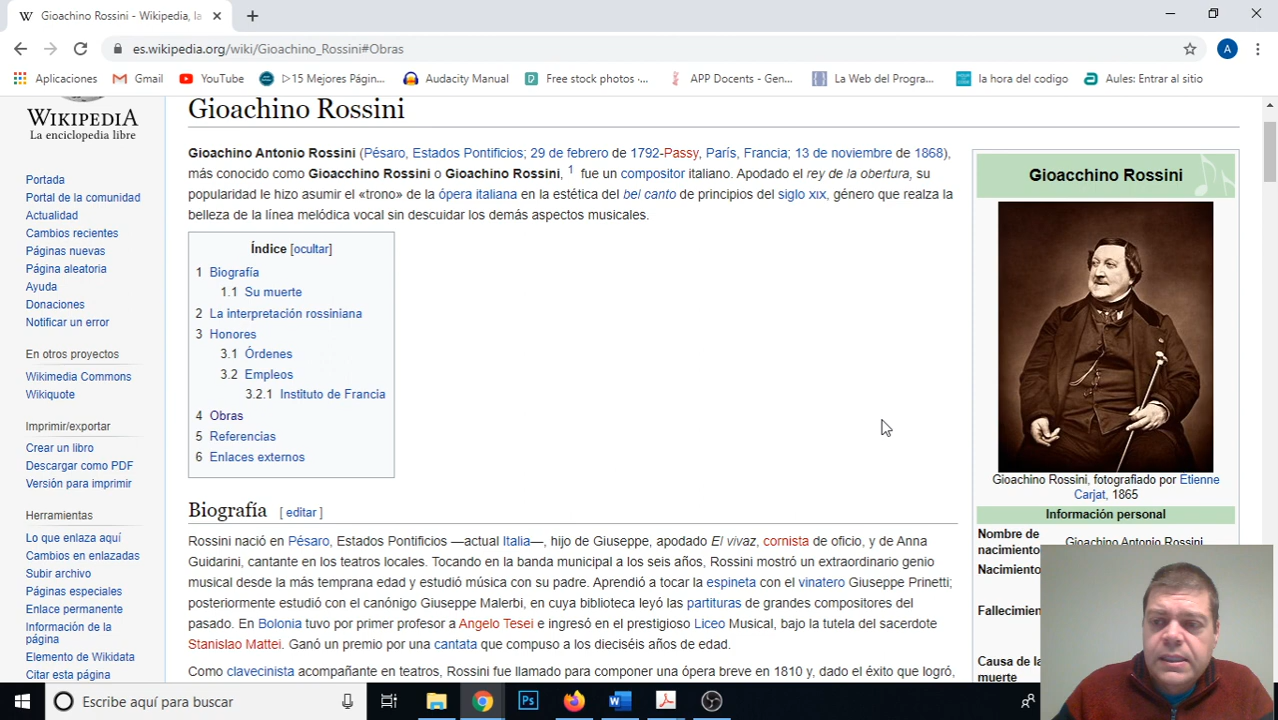 Gioachino Rossini - Wikipedia, la
es.wikipedia.org/wiki/Gioachino_Rossini#Obras
A
Aplicaciones
Gmail
YouTube
▷15 Mejores Págin...
Audacity Manual
Free stock photos ·...
APP Docents - Gen...
La Web del Progra...
la hora del codigo
Aules: Entrar al sitio
WIKIPEDIA
La enciclopedia libre
Portada
Portal de la comunidad
Actualidad
Cambios recientes
Páginas nuevas
Página aleatoria
Ayuda
Donaciones
Notificar un error
En otros proyectos
Wikimedia Commons
Wikiquote
Imprimir/exportar
Crear un libro
Descargar como PDF
Versión para imprimir
Herramientas
Lo que enlaza aquí
Cambios en enlazadas
Subir archivo
Páginas especiales
Enlace permanente
Información de la
página
Elemento de Wikidata
Citar esta página
Gioachino Rossini
Gioachino Antonio Rossini (Pésaro, Estados Pontificios; 29 de febrero de 1792-Passy, París, Francia; 13 de noviembre de 1868),
más conocido como Gioacchino Rossini o Gioachino Rossini, 1 fue un compositor italiano. Apodado el rey de la obertura, su
popularidad le hizo asumir el «trono» de la ópera italiana en la estética del bel canto de principios del siglo XIX, género que realza la
belleza de la línea melódica vocal sin descuidar los demás aspectos musicales.
Índice [ocultar]
1 Biografía
1.1 Su muerte
2 La interpretación rossiniana
3 Honores
3.1 Órdenes
3.2 Empleos
3.2.1 Instituto de Francia
4 Obras
5 Referencias
6 Enlaces externos
Biografía [ editar ]
Rossini nació en Pésaro, Estados Pontificios —actual Italia—, hijo de Giuseppe, apodado El vivaz, cornista de oficio, y de Anna
Guidarini, cantante en los teatros locales. Tocando en la banda municipal a los seis años, Rossini mostró un extraordinario genio
musical desde la más temprana edad y estudió música con su padre. Aprendió a tocar la espineta con el vinatero Giuseppe Prinetti;
posteriormente estudió con el canónigo Giuseppe Malerbi, en cuya biblioteca leyó las partituras de grandes compositores del
pasado. En Bolonia tuvo por primer profesor a Angelo Tesei e ingresó en el prestigioso Liceo Musical, bajo la tutela del sacerdote
Stanislao Mattei. Ganó un premio por una cantata que compuso a los dieciséis años de edad.
Como clavecinista acompañante en teatros, Rossini fue llamado para componer una ópera breve en 1810 y, dado el éxito que logró,
Gioacchino Rossini
Gioachino Rossini, fotografiado por Étienne
Carjat, 1865
Información personal
Nombre de
nacimiento
Gioachino Antonio Rossini
Nacimiento
Fallecimien
Causa de la
muerte
Escribe aquí para buscar